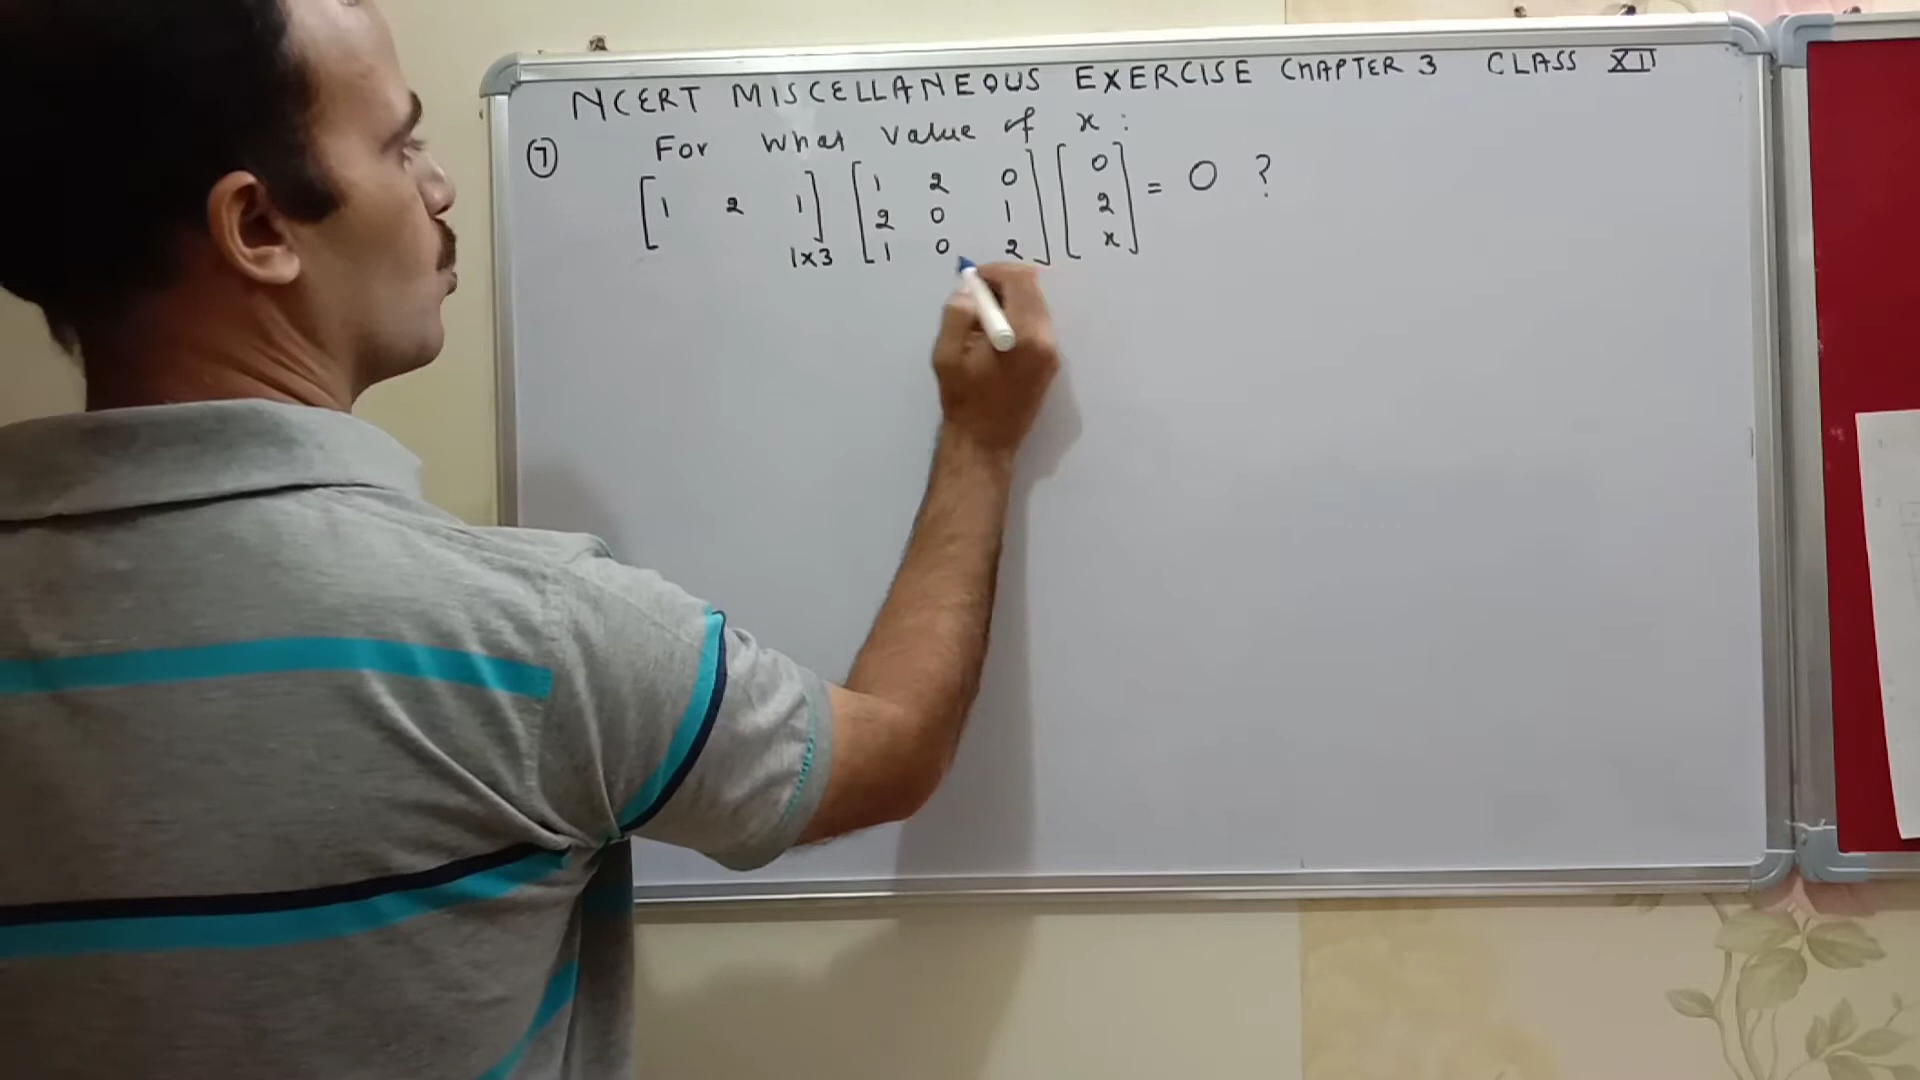 NCERT MISCELLANEOUS EXERCISE CHAPTER 3 CLASS XII
7 For what value of x :
[1 2 1] [1 2 0] [0] = 0 ?
[2 0 1] [2]
1x3 [1 0 2] [x]